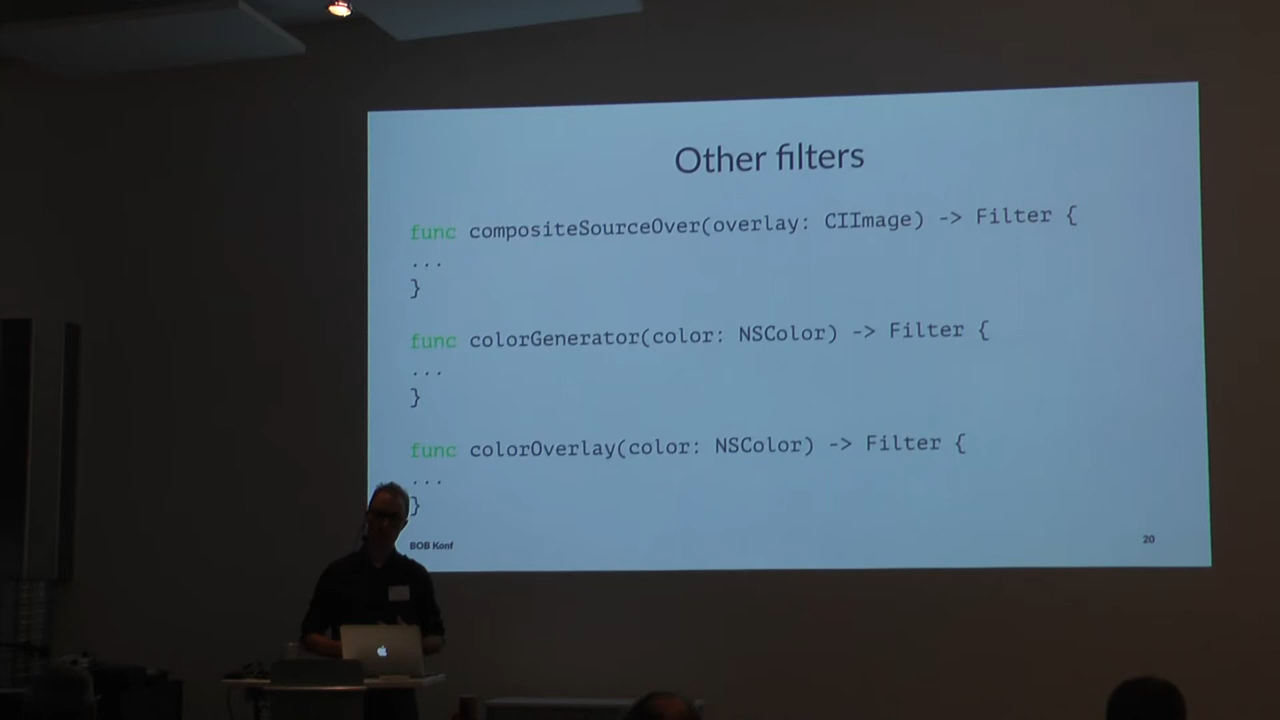 Other filters
func compositeSourceOver(overlay: CIImage) -> Filter {
...
}
func colorGenerator(color: NSColor) -> Filter {
...
}
func colorOverlay(color: NSColor) -> Filter {
...
}
BOB Konf
20